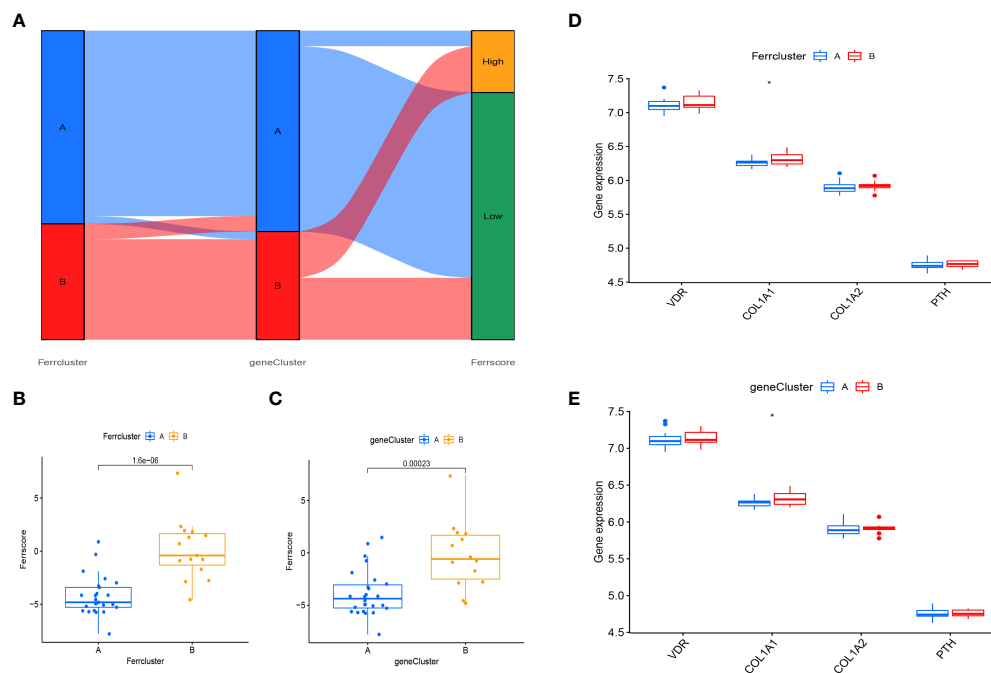 A
A
B
Ferrcluster
A
B
geneCluster
High
Low
Ferrscore
B
Ferrcluster A B
1.6e−06
5
0
−5
Ferrscore
A
B
Ferrcluster
C
geneCluster A B
0.00023
5
0
−5
Ferrscore
A
B
geneCluster
D
Ferrcluster A B
*
7.5
7.0
6.5
6.0
5.5
5.0
4.5
Gene expression
VDR
COL1A1
COL1A2
PTH
E
geneCluster A B
*
7.5
7.0
6.5
6.0
5.5
5.0
4.5
Gene expression
VDR
COL1A1
COL1A2
PTH